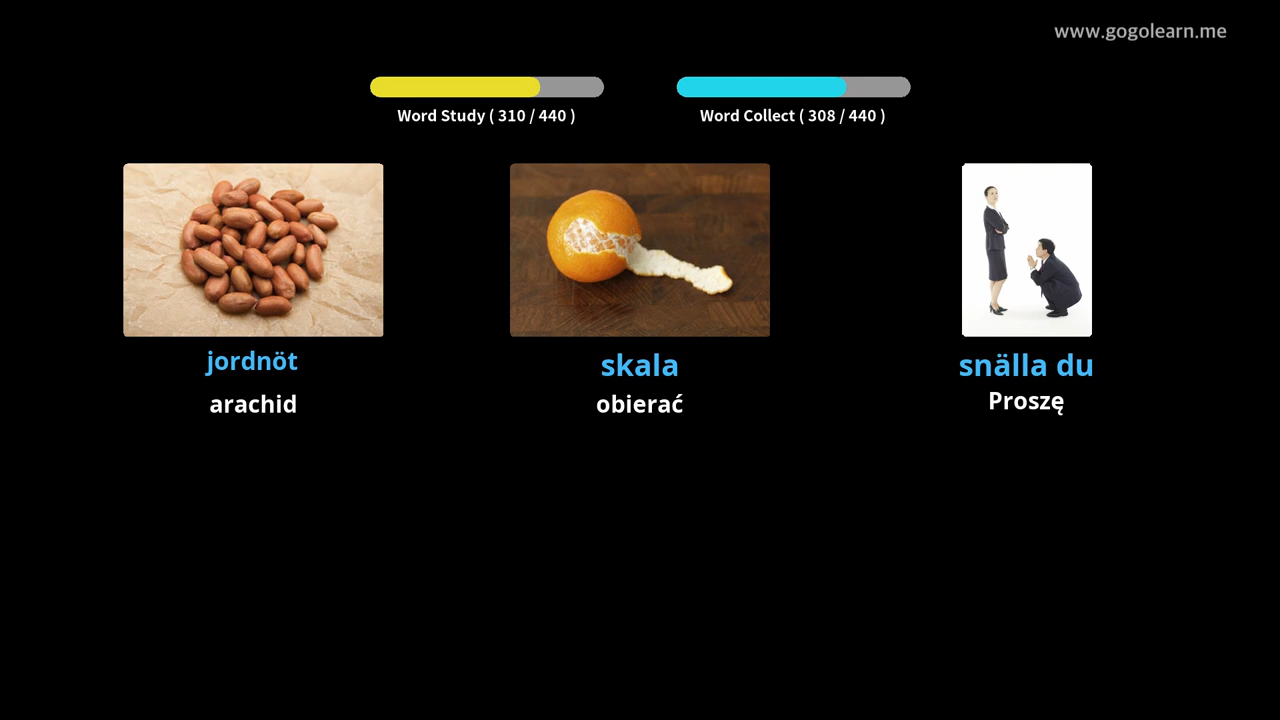 www.gogolearn.me
Word Study ( 310 / 440 )
Word Collect ( 308 / 440 )
jordnöt
arachid
skala
obierać
snälla du
Proszę